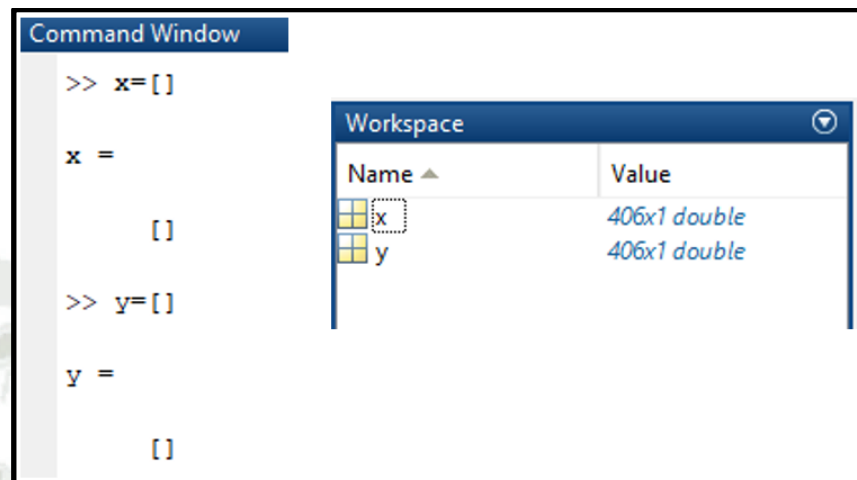 Command Window
>> x=[]
x =
[]
>> y=[]
y =
[]
Workspace
Name Value
x 406x1 double
y 406x1 double